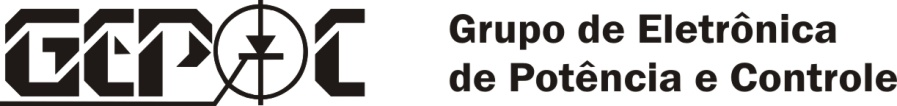 GEPOC
Grupo de Eletrônica
de Potência e Controle